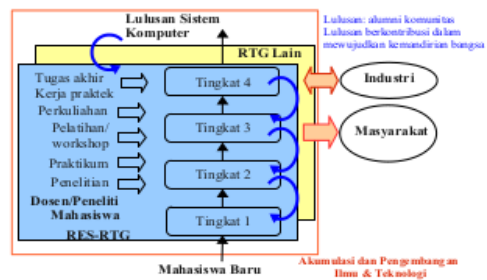 Lulusan Sistem
Komputer
Lulusan: alumni komunitas
Lulusan berkontribusi dalam
mewujudkan kemandirian bangsa
RTG Lain
Tugas akhir
Kerja praktek
Perkuliahan
Pelatihan/
workshop
Praktikum
Penelitian
Dosen/Peneliti
Mahasiswa
RES-RTG
Tingkat 4
Tingkat 3
Tingkat 2
Tingkat 1
Industri
Masyarakat
Mahasiswa Baru
Akumulasi dan Pengembangan
Ilmu & Teknologi